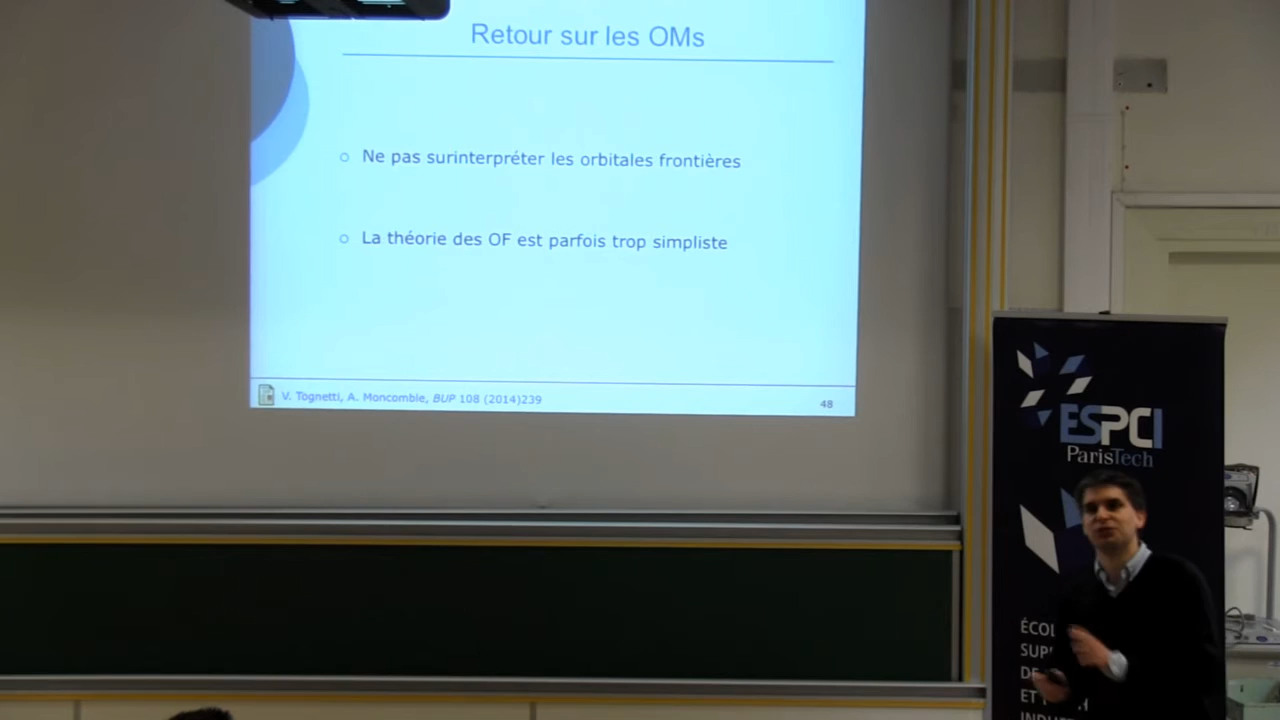 Retour sur les OMs
Ne pas surinterpréter les orbitales frontières
La théorie des OF est parfois trop simpliste
V. Tognetti, A. Moncomble, BUP 108 (2014)239
48
ESPCI
ParisTech
ÉCOL
SUP
DE
ET
INDU